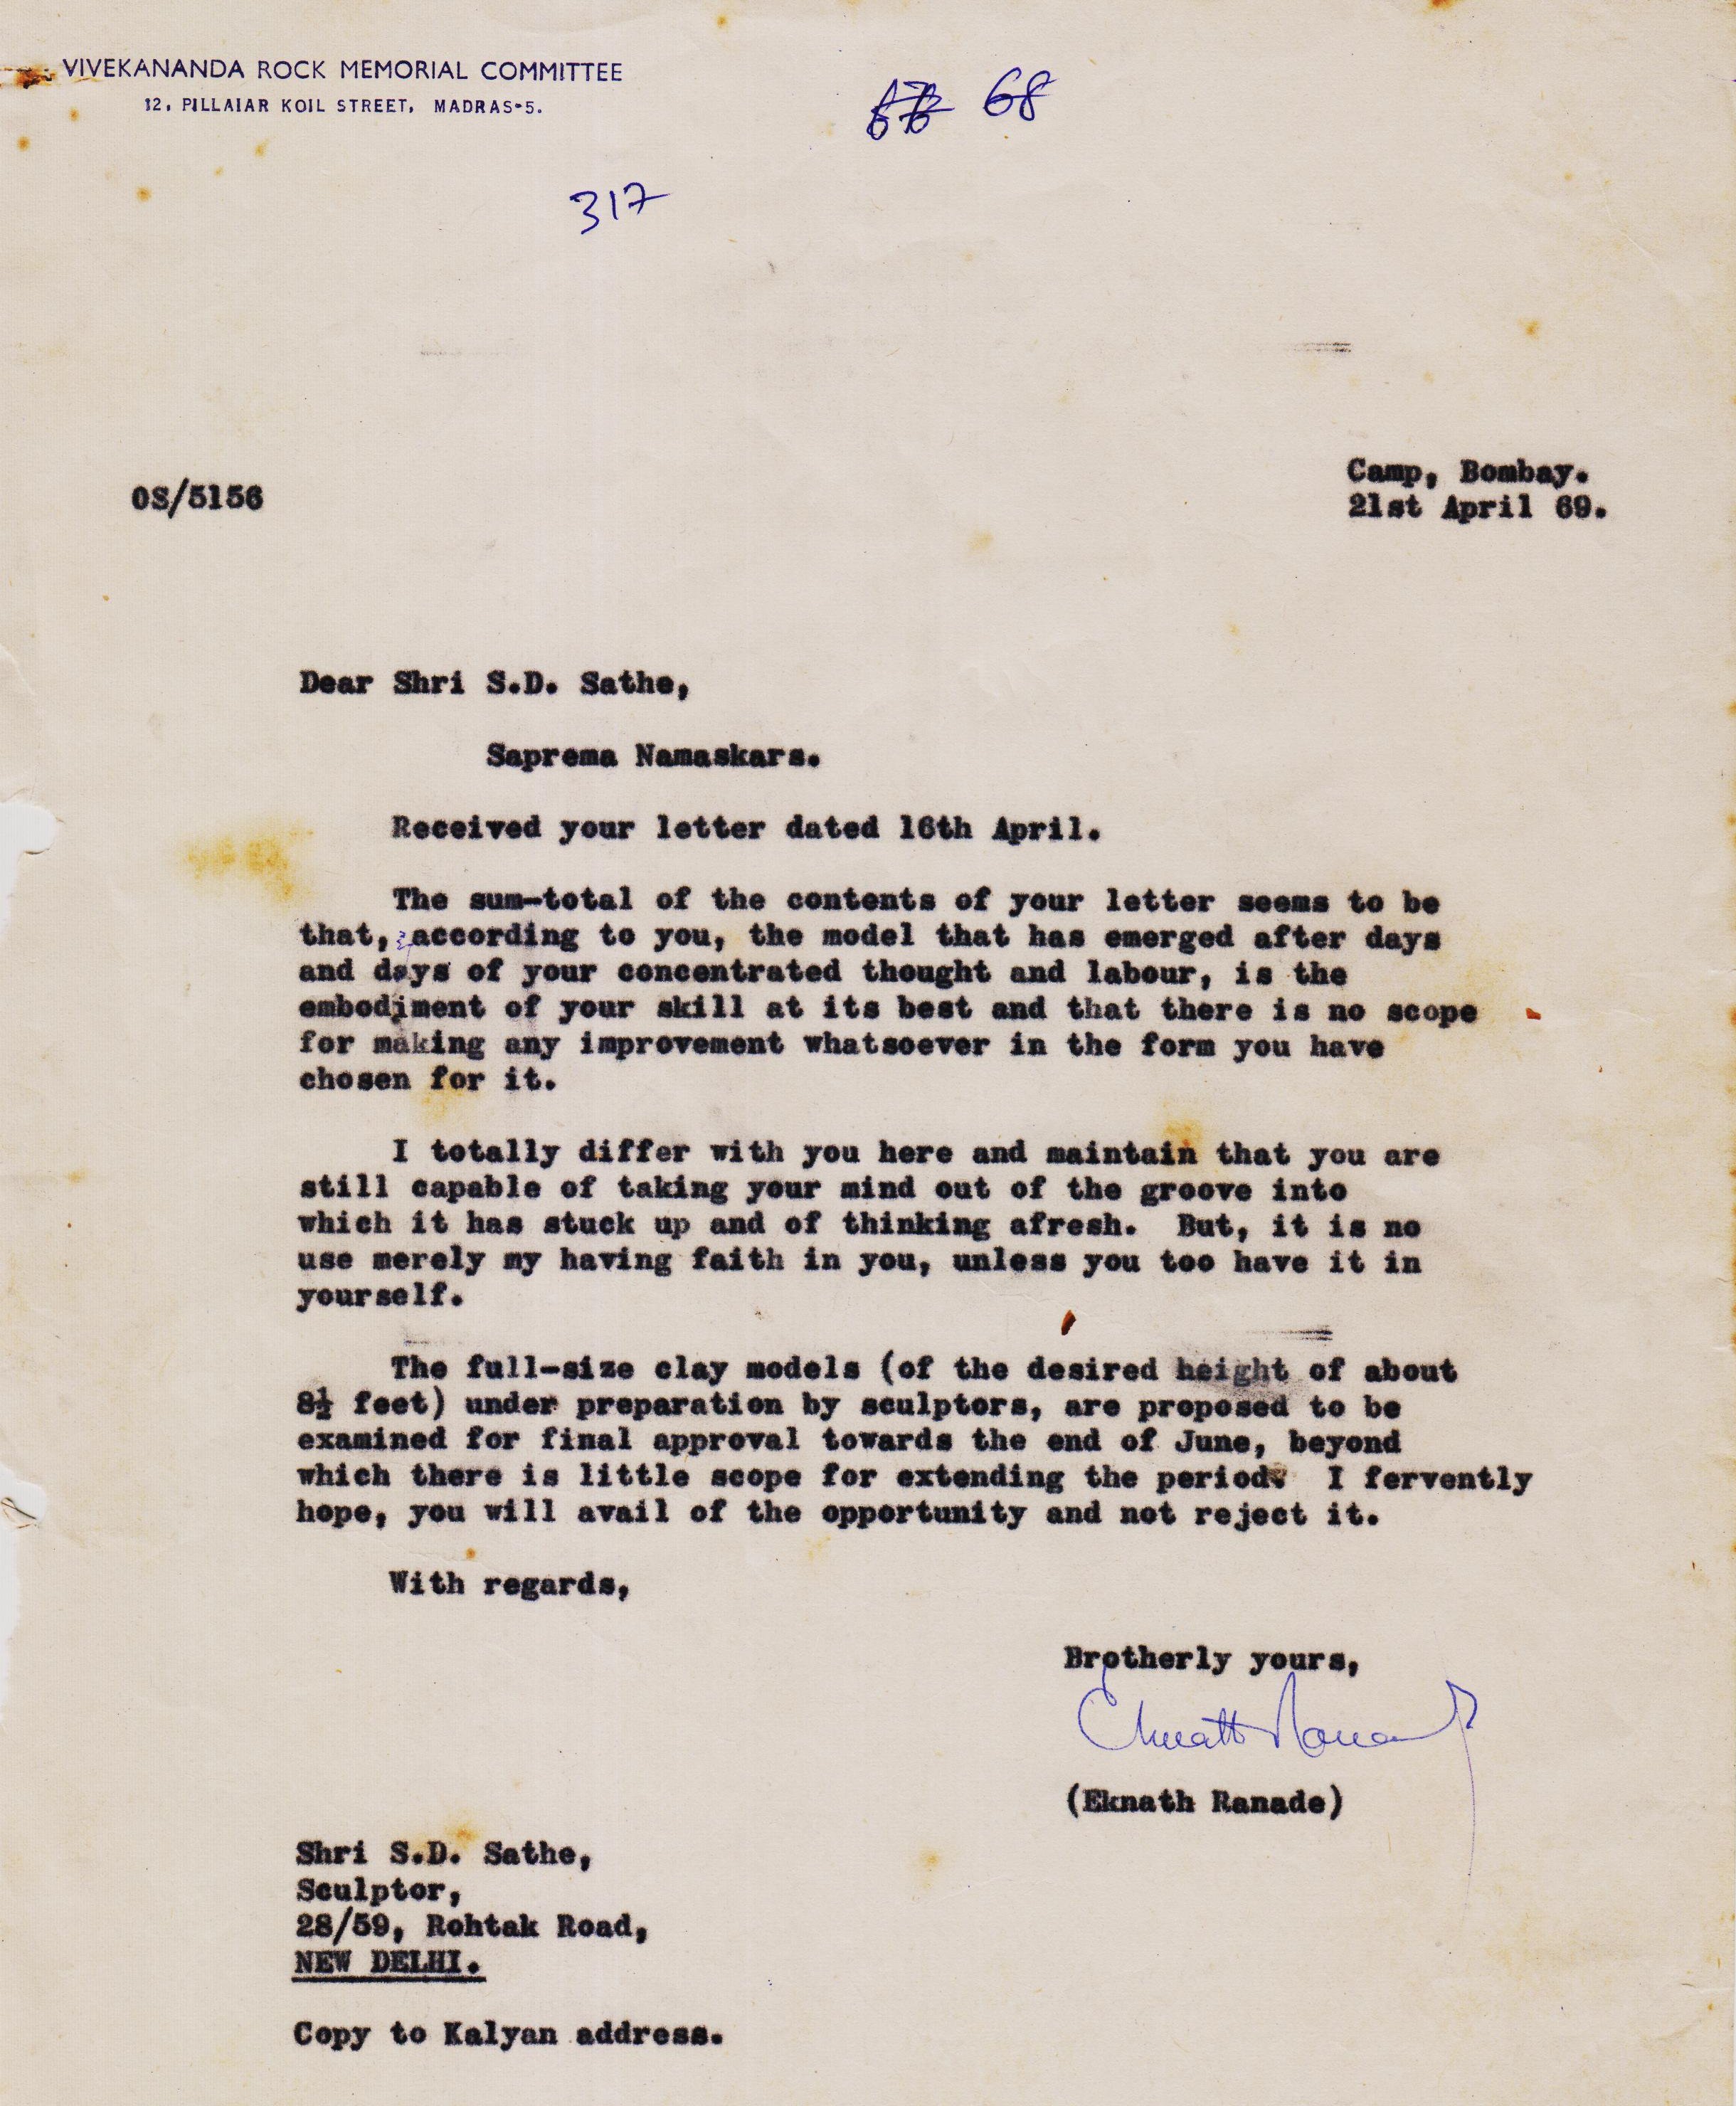 VIVEKANANDA ROCK MEMORIAL COMMITTEE
12, PILLAIAR KOIL STREET, MADRAS-5.
68
317
Camp, Bombay.
OS/5156
21st April 69.
Dear Shri S.D. Sathe,
Saprema Namaskars.
Received your letter dated 16th April.
The sum-total of the contents of your letter seems to be
that, according to you, the model that has emerged after days
and days of your concentrated thought and labour, is the
embodiment of your skill at its best and that there is no scope
for making any improvement whatsoever in the form you have
chosen for it.
I totally differ with you here and maintain that you are
still capable of taking your mind out of the groove into
which it has stuck up and of thinking afresh. But, it is no
use merely my having faith in you, unless you too have it in
yourself.
The full-size clay models (of the desired height of about
8½ feet) under preparation by sculptors, are proposed to be
examined for final approval towards the end of June, beyond
which there is little scope for extending the period. I fervently
hope, you will avail of the opportunity and not reject it.
With regards,
Brotherly yours,
Eknath Ranade
(Eknath Ranade)
Shri S.D. Sathe,
Sculptor,
28/59, Rohtak Road,
NEW DELHI.
Copy to Kalyan address.